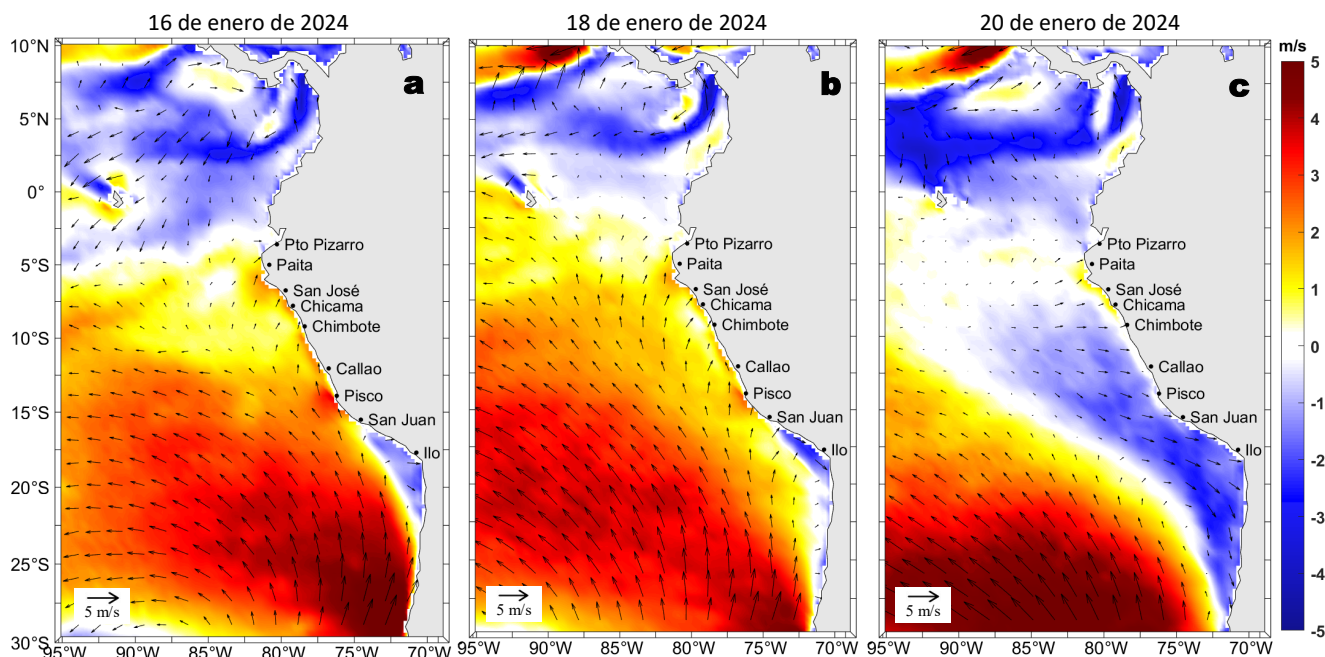 16 de enero de 2024
18 de enero de 2024
20 de enero de 2024
m/s
10°N
5°N
0°
5°S
10°S
15°S
20°S
25°S
30°S
a
Pto Pizarro
Paita
San José
Chicama
Chimbote
Callao
Pisco
San Juan
Ilo
5 m/s
95°W
90°W
85°W
80°W
75°W
70°W
b
Pto Pizarro
Paita
San José
Chicama
Chimbote
Callao
Pisco
San Juan
Ilo
5 m/s
95°W
90°W
85°W
80°W
75°W
70°W
c
Pto Pizarro
Paita
San José
Chicama
Chimbote
Callao
Pisco
San Juan
Ilo
5 m/s
95°W
90°W
85°W
80°W
75°W
70°W
5
4
3
2
1
0
-1
-2
-3
-4
-5